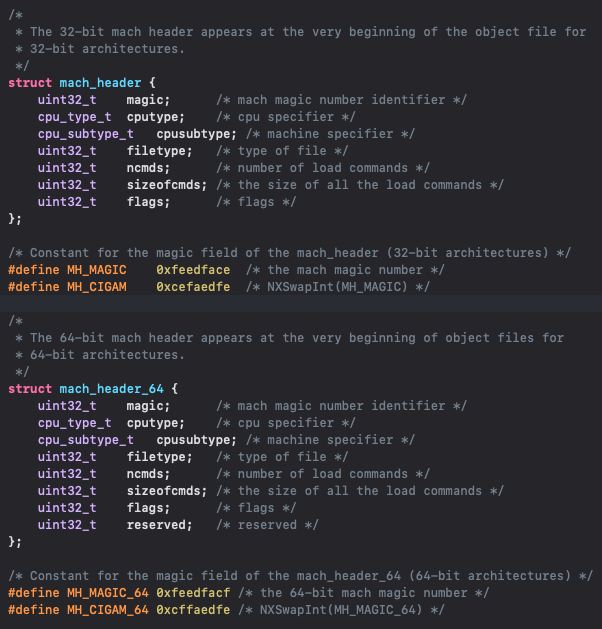 /*
 * The 32-bit mach header appears at the very beginning of the object file for
 * 32-bit architectures.
 */
struct mach_header {
    uint32_t    magic;      /* mach magic number identifier */
    cpu_type_t  cputype;    /* cpu specifier */
    cpu_subtype_t   cpusubtype; /* machine specifier */
    uint32_t    filetype;   /* type of file */
    uint32_t    ncmds;      /* number of load commands */
    uint32_t    sizeofcmds; /* the size of all the load commands */
    uint32_t    flags;      /* flags */
};

/* Constant for the magic field of the mach_header (32-bit architectures) */
#define MH_MAGIC    0xfeedface  /* the mach magic number */
#define MH_CIGAM    0xcefaedfe  /* NXSwapInt(MH_MAGIC) */

/*
 * The 64-bit mach header appears at the very beginning of object files for
 * 64-bit architectures.
 */
struct mach_header_64 {
    uint32_t    magic;      /* mach magic number identifier */
    cpu_type_t  cputype;    /* cpu specifier */
    cpu_subtype_t   cpusubtype; /* machine specifier */
    uint32_t    filetype;   /* type of file */
    uint32_t    ncmds;      /* number of load commands */
    uint32_t    sizeofcmds; /* the size of all the load commands */
    uint32_t    flags;      /* flags */
    uint32_t    reserved;   /* reserved */
};

/* Constant for the magic field of the mach_header_64 (64-bit architectures) */
#define MH_MAGIC_64 0xfeedfacf /* the 64-bit mach magic number */
#define MH_CIGAM_64 0xcffaedfe /* NXSwapInt(MH_MAGIC_64) */